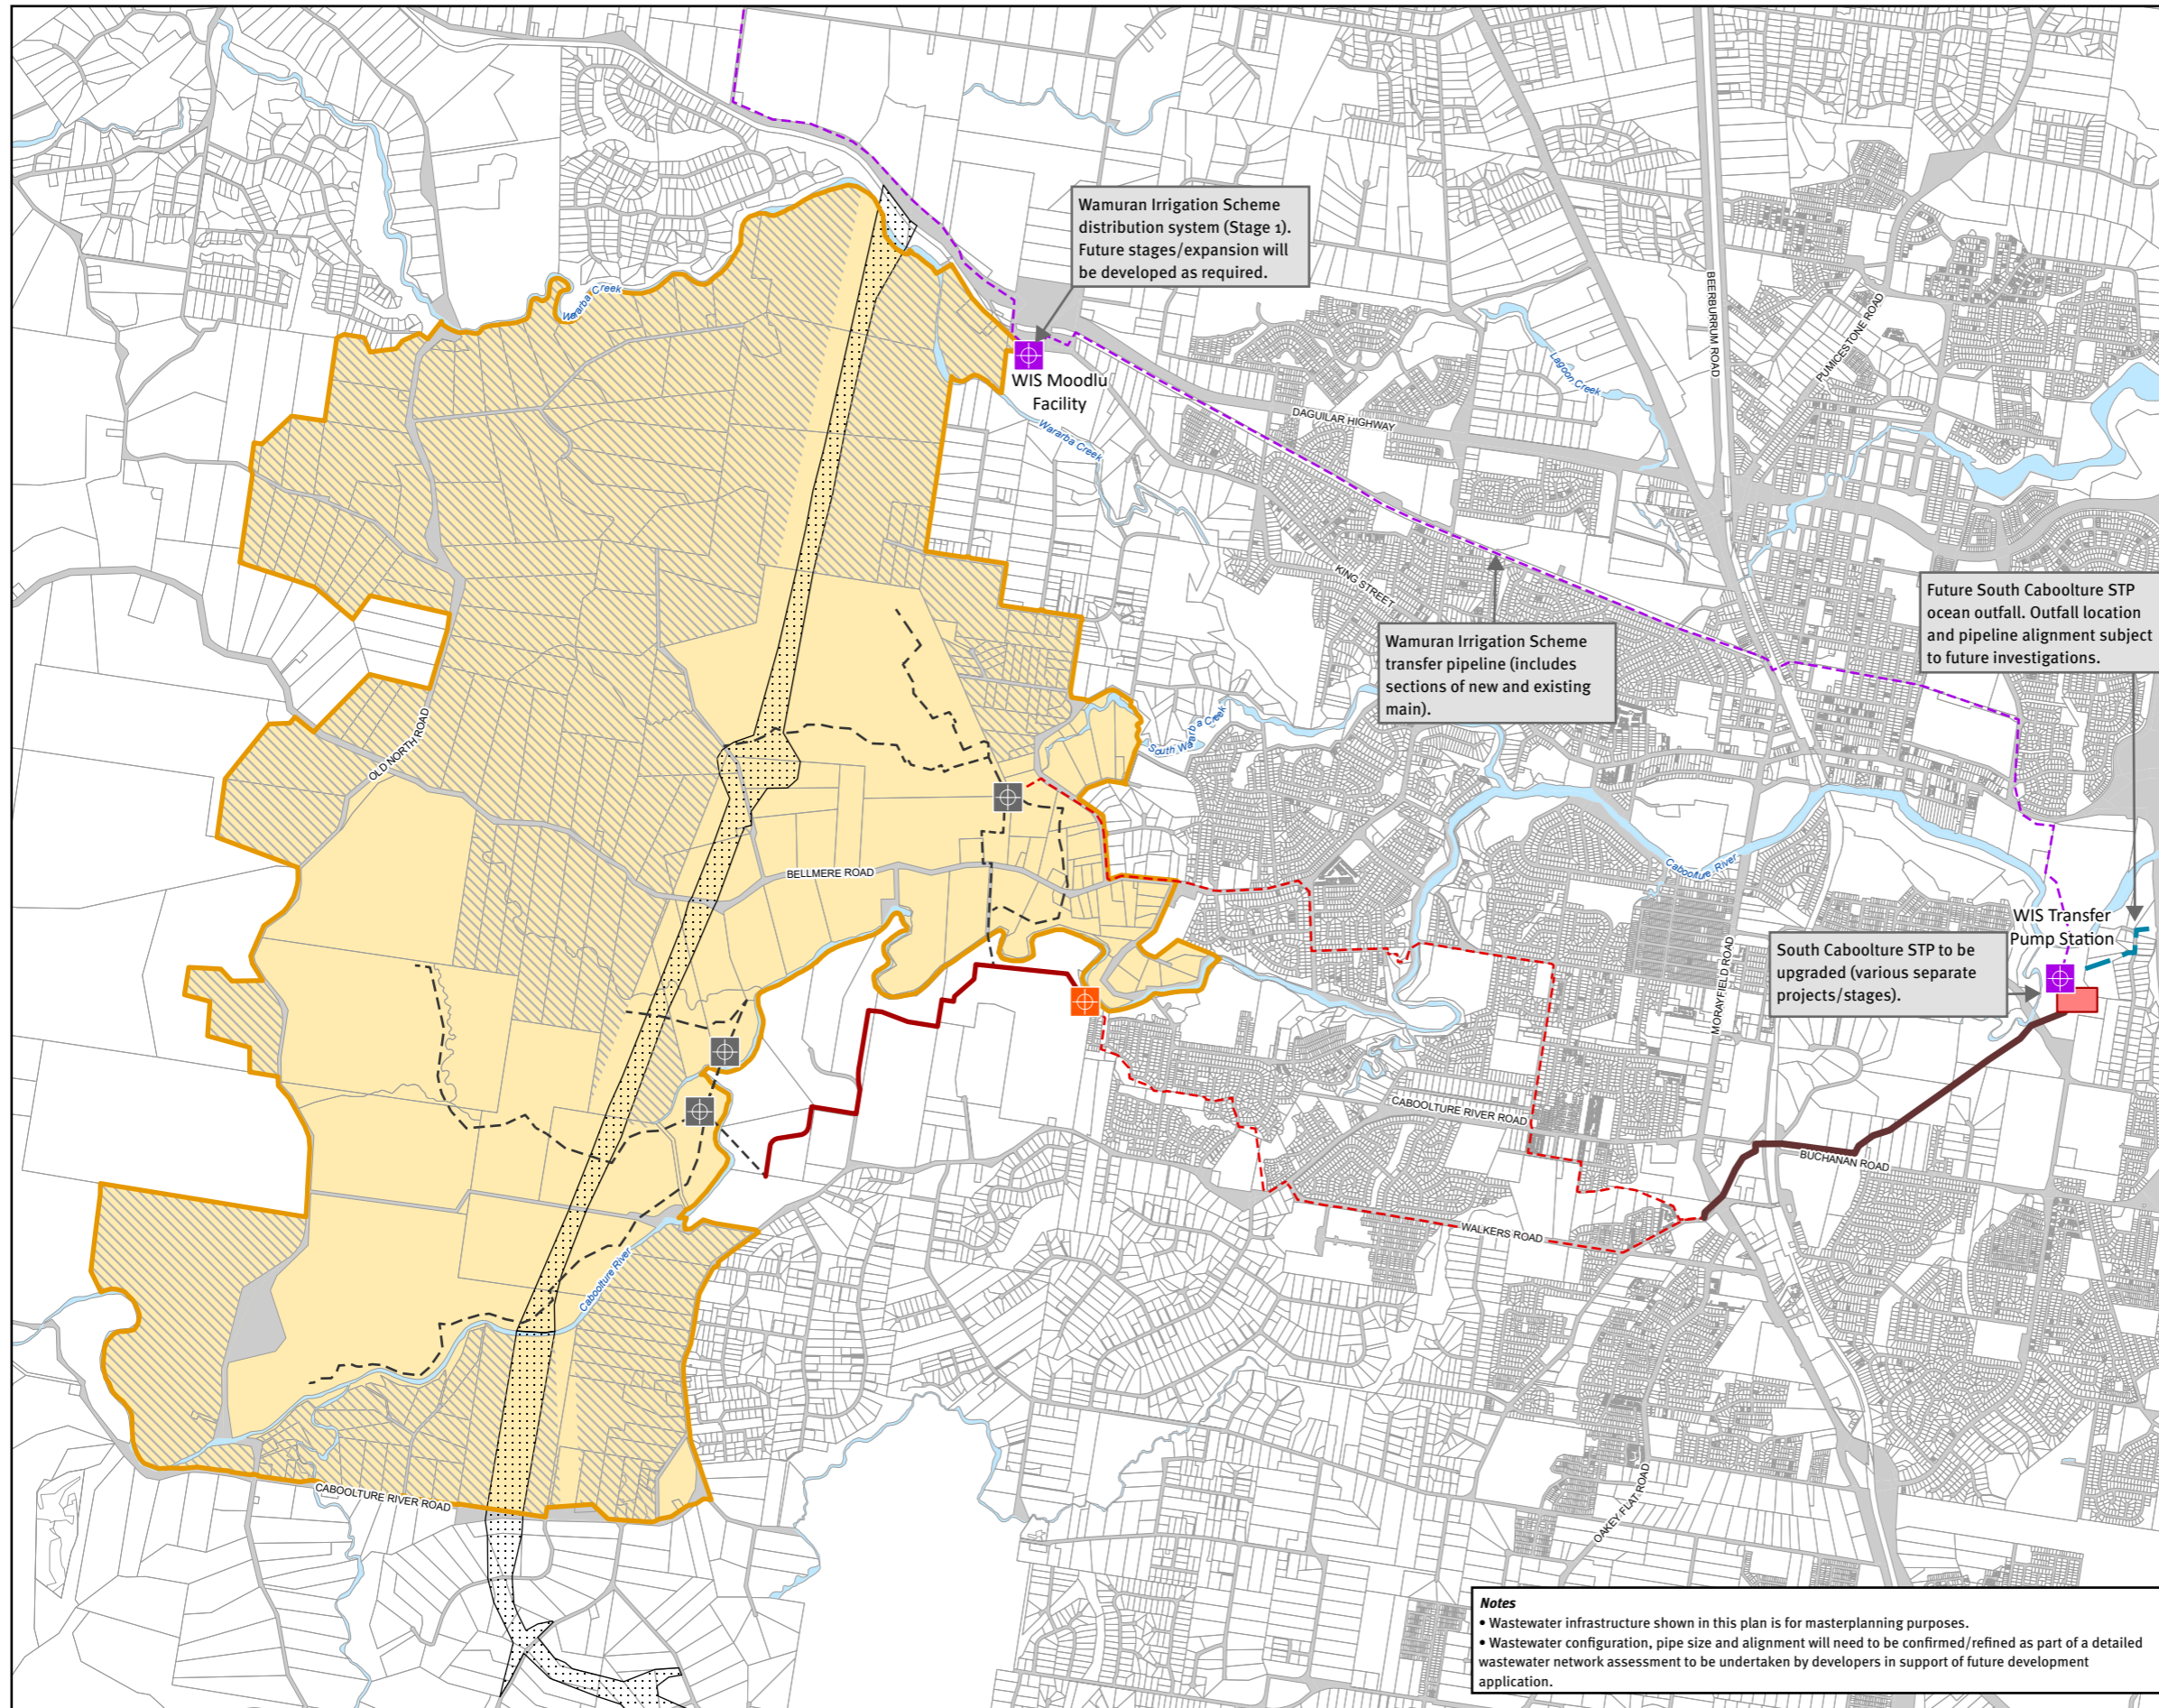 Wamuran Irrigation Scheme
distribution system (Stage 1).
Future stages/expansion will
be developed as required.
Wararba Creek
WIS Moodlu
Facility
Wararba Creek
DAGUILAR HIGHWAY
Lagoon Creek
BEERBURRUM ROAD
PUMICESTONE ROAD
KING STREET
Future South Caboolture STP
ocean outfall. Outfall location
and pipeline alignment subject
to future investigations.
Wamuran Irrigation Scheme
transfer pipeline (includes
sections of new and existing
main).
OLD NORTH ROAD
South Wararba Creek
BELLMERE ROAD
Caboolture River
WIS Transfer
Pump Station
South Caboolture STP to be
upgraded (various separate
projects/stages).
MORAYFIELD ROAD
CABOOLTURE RIVER ROAD
BUCHANAN ROAD
WALKERS ROAD
Caboolture River
CABOOLTURE RIVER ROAD
OAKEY FLAT ROAD
Notes
• Wastewater infrastructure shown in this plan is for masterplanning purposes.
• Wastewater configuration, pipe size and alignment will need to be confirmed/refined as part of a detailed
wastewater network assessment to be undertaken by developers in support of future development
application.